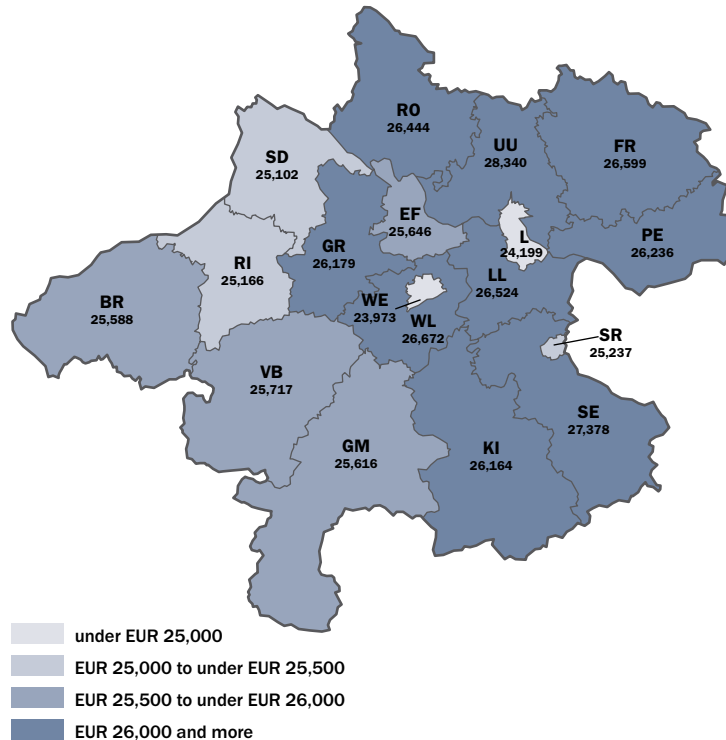 RO
26,444
UU
28,340
FR
26,599
SD
25,102
EF
25,646
L
24,199
PE
26,236
GR
26,179
RI
25,166
LL
26,524
BR
25,588
WE
23,973
WL
26,672
SR
25,237
VB
25,717
SE
27,378
GM
25,616
KI
26,164
under EUR 25,000
EUR 25,000 to under EUR 25,500
EUR 25,500 to under EUR 26,000
EUR 26,000 and more